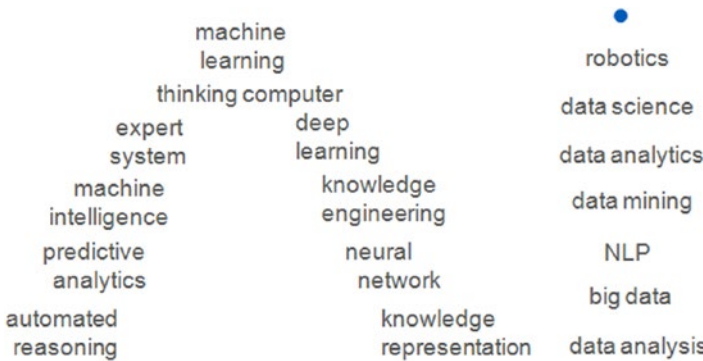 machine
learning
robotics
thinking computer
data science
expert
system
deep
learning
data analytics
machine
intelligence
knowledge
engineering
data mining
predictive
analytics
neural
network
NLP
big data
automated
reasoning
knowledge
representation
data analysis